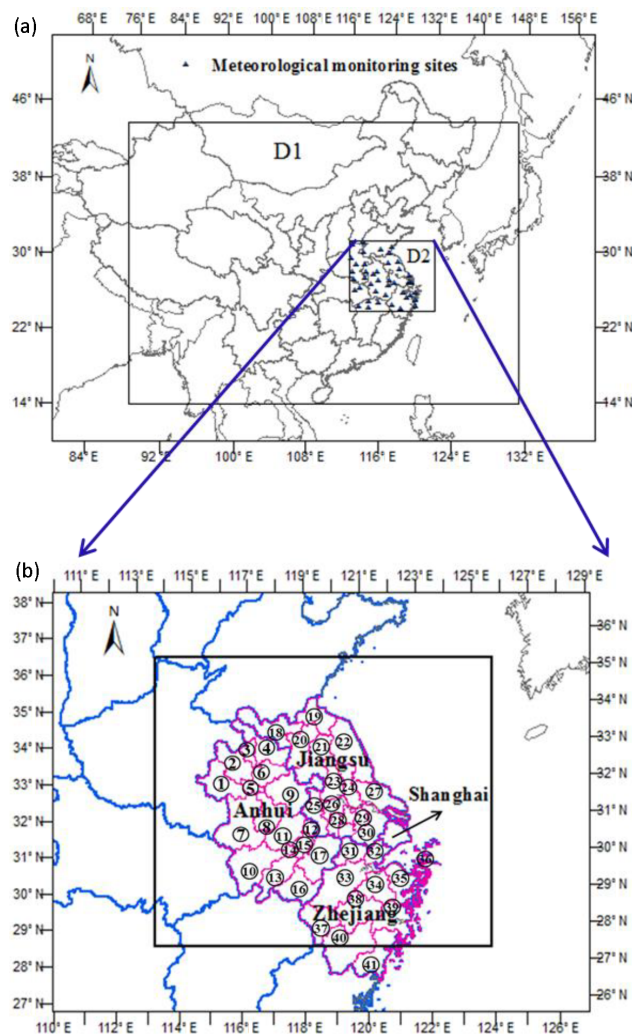 (a)
68° E 76° E 84° E 92° E 100° E 108° E 116° E 124° E 132° E 140° E 148° E 156° E
N
Meteorological monitoring sites
46° N 46° N
D1
30° N D2 30° N
22° N 22° N
14° N 14° N
84° E 92° E 100° E 108° E 116° E 124° E 132° E
(b)
111° E 113° E 115° E 117° E 119° E 121° E 123° E 125° E 127° E 129° E
38° N
N
36° N
37° N
35° N
36° N
34° N
35° N
19
33° N
18 20 21 22
34° N
3 4
Jiangsu
32° N
2 6
1 5
33° N
23 24 27
31° N
9
Anhui
25 26
Shanghai
32° N
7 8 11 12 28 29 30
30° N
14 15 17 31 32
31° N
36
10 13 16 33 34 35
29° N
30° N
38 39
28° N
Zhejiang
29° N
37 40
27° N
41
28° N
26° N
27° N
110° E 112° E 114° E 116° E 118° E 120° E 122° E 124° E 126° E